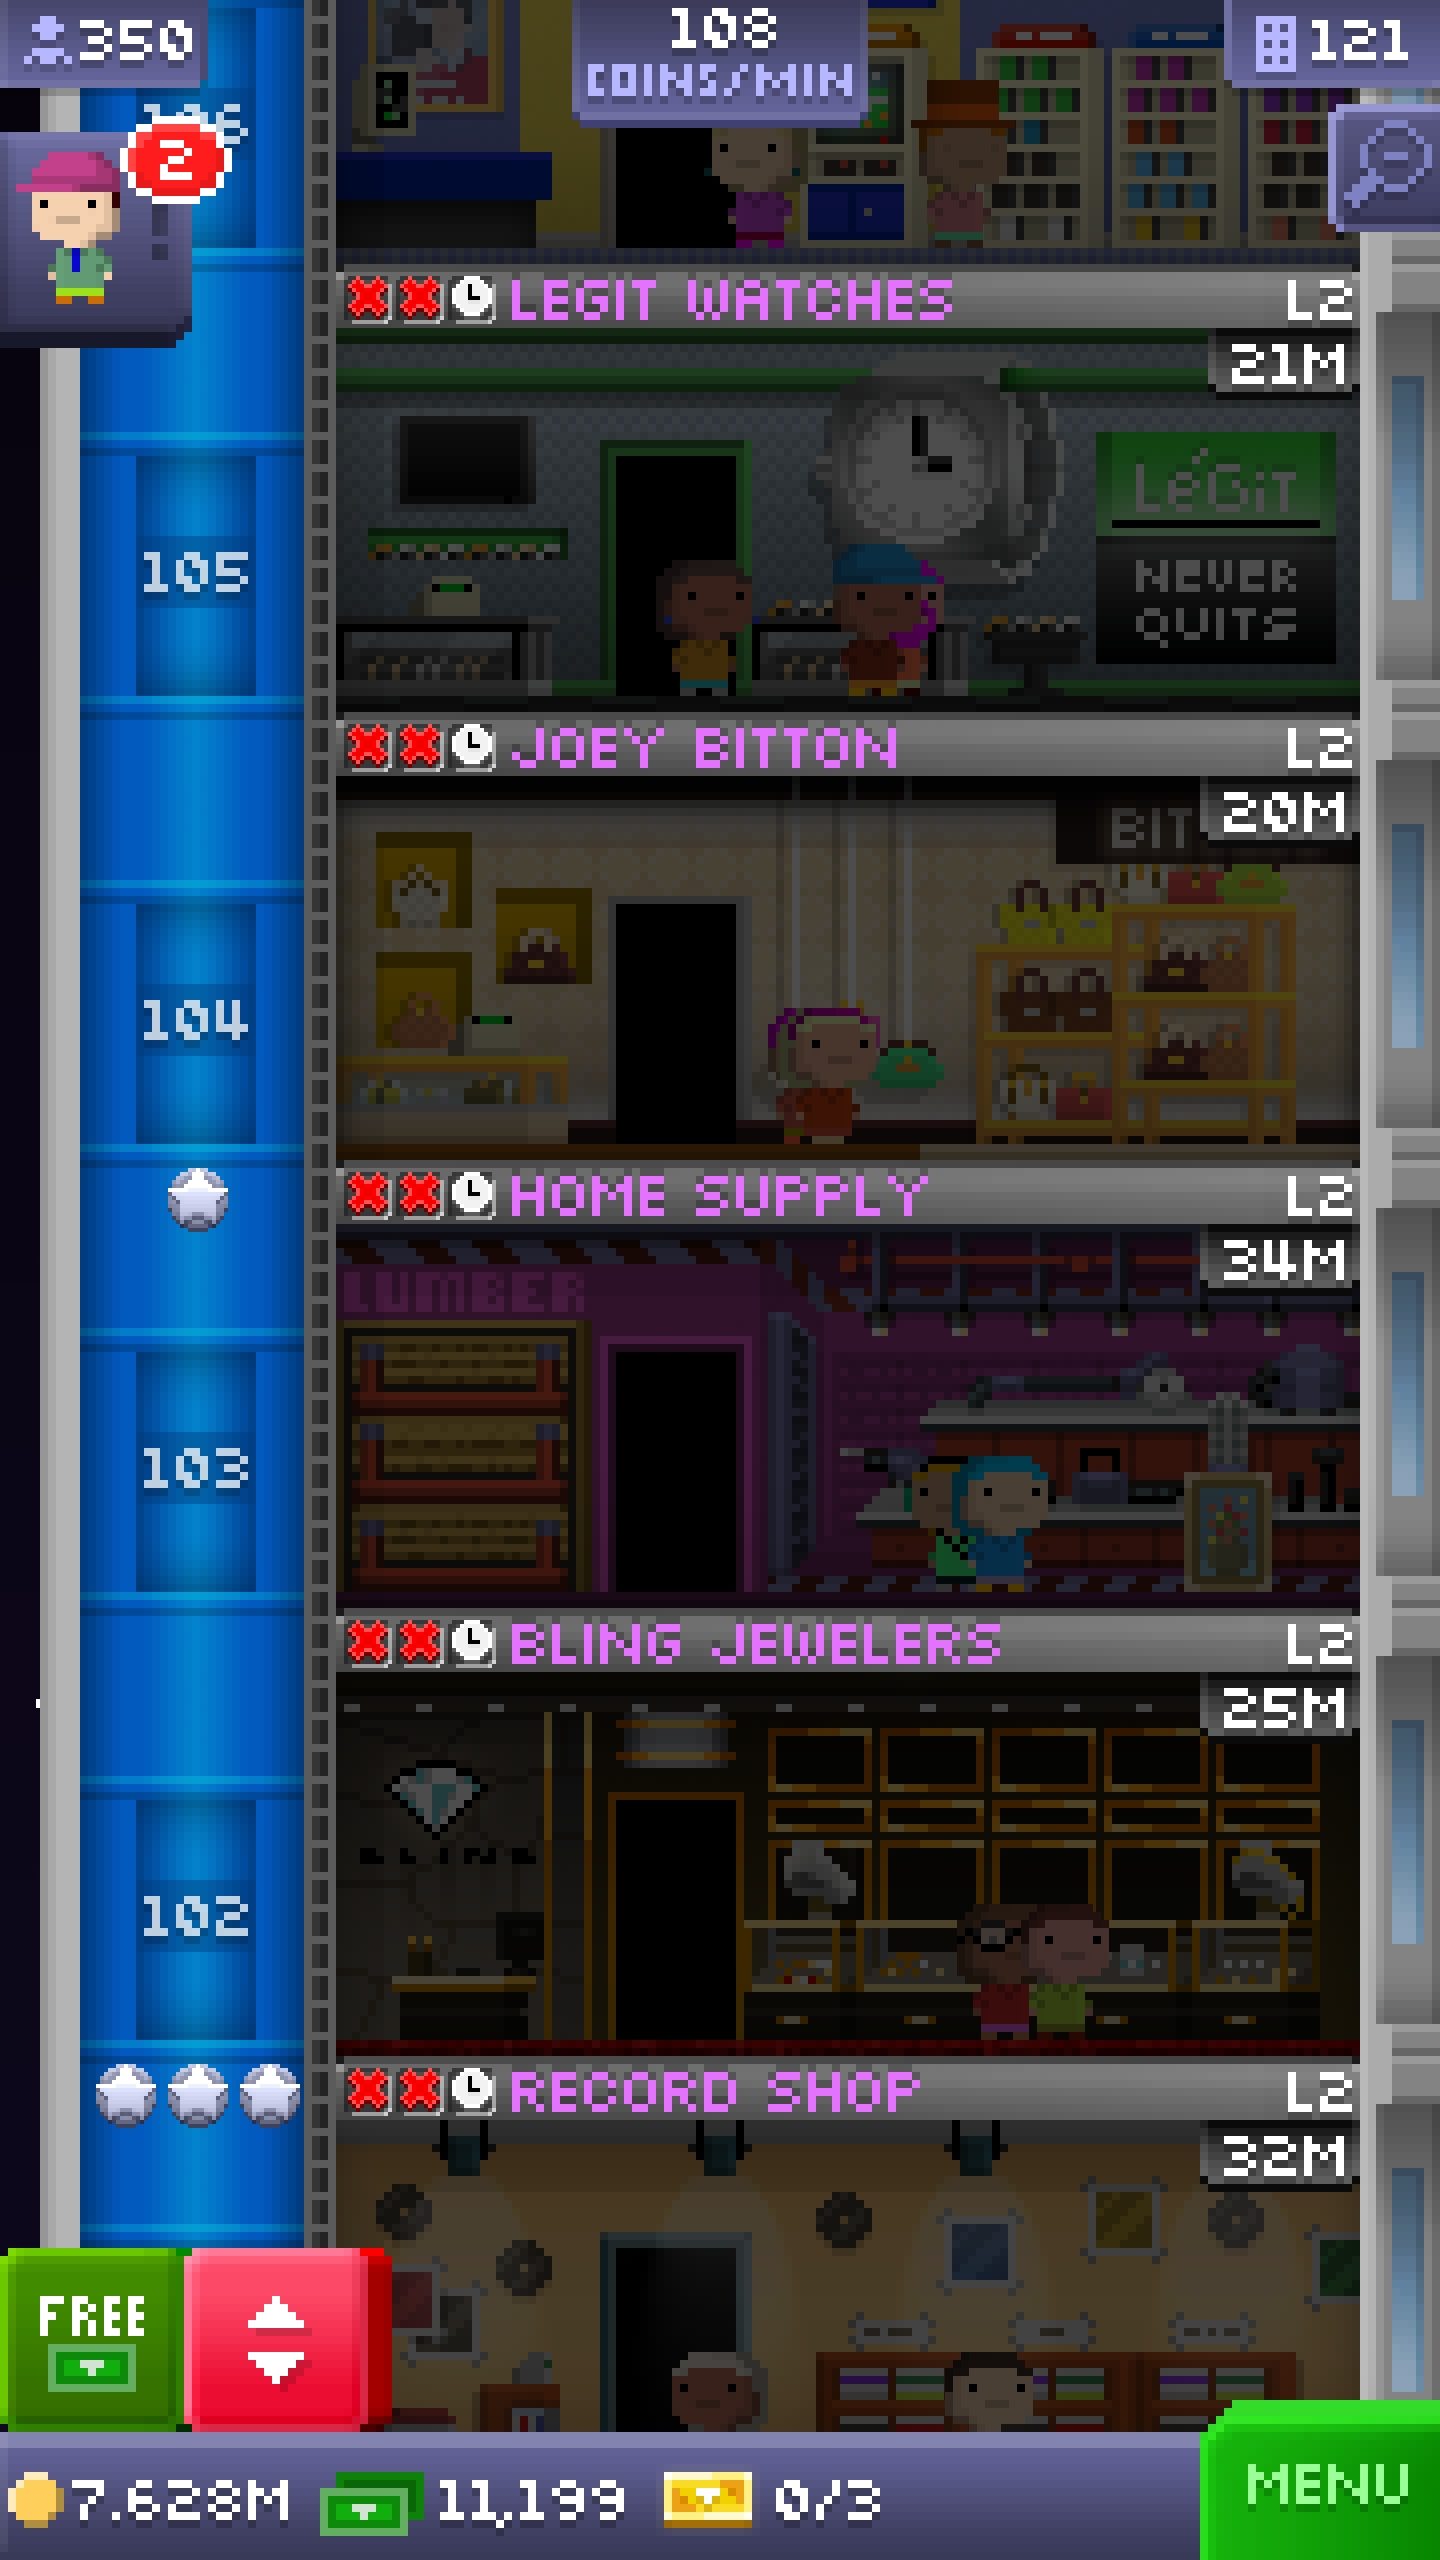 350
108
COINS/MIN
121
106
2
LEGIT WATCHES
L2
21M
LéGiT
NEVER
QUITS
105
JOEY BITTON
L2
20M
BIT
104
HOME SUPPLY
L2
34M
LUMBER
103
BLING JEWELERS
L2
25M
BLING
102
RECORD SHOP
L2
32M
FREE
7.628M
11,199
0/3
MENU